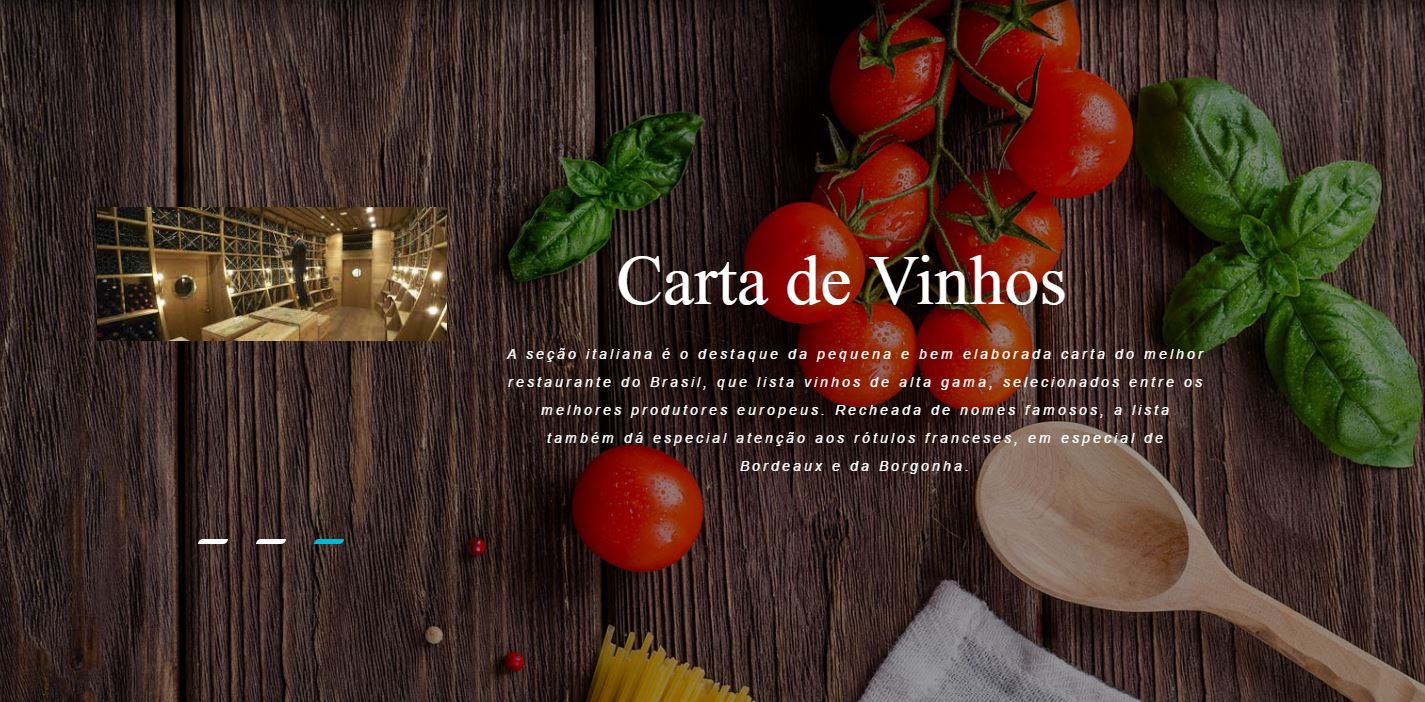 Carta de Vinhos
A seção italiana é o destaque da pequena e bem elaborada carta do melhor
restaurante do Brasil, que lista vinhos de alta gama, selecionados entre os
melhores produtores europeus. Recheada de nomes famosos, a lista
também dá especial atenção aos rótulos franceses, em especial de
Bordeaux e da Borgonha.